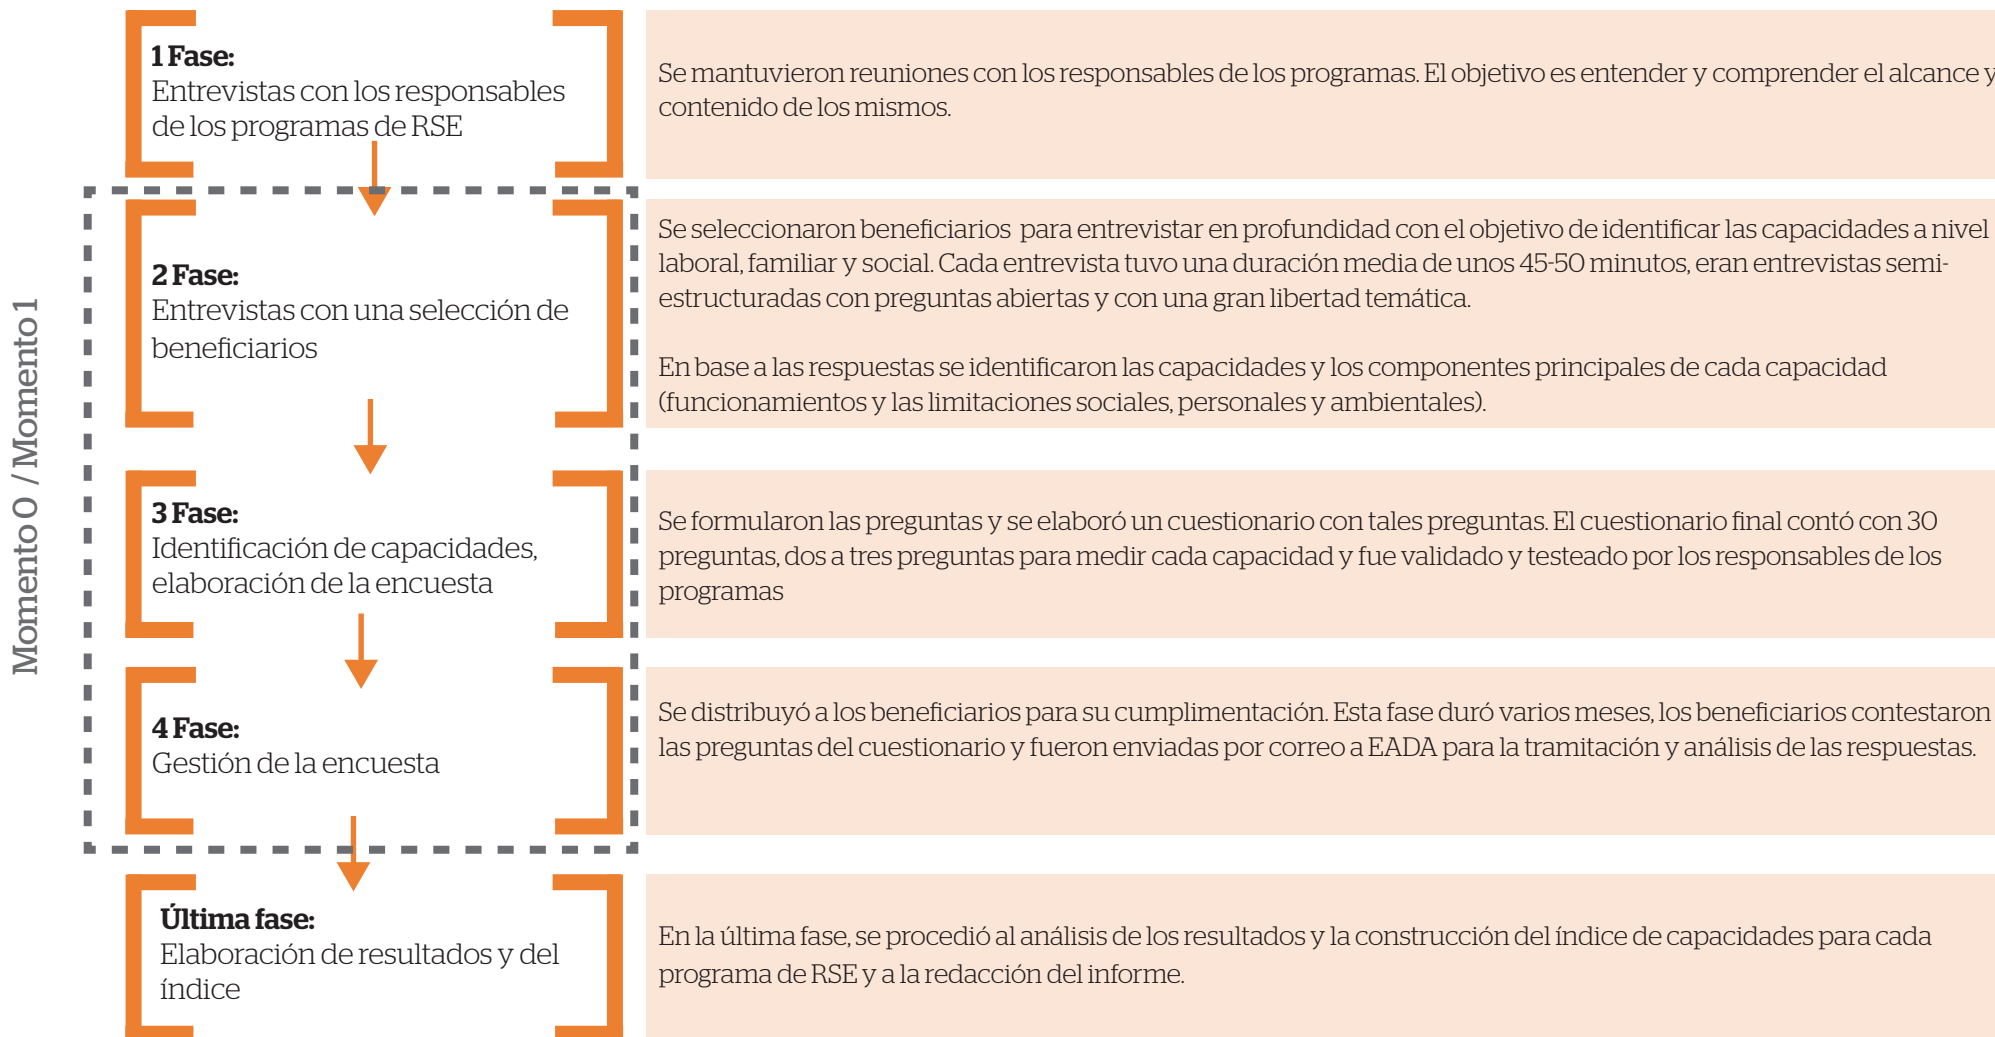 Momento 0 / Momento 1
1 Fase:
Entrevistas con los responsables
de los programas de RSE
Se mantuvieron reuniones con los responsables de los programas. El objetivo es entender y comprender el alcance y
contenido de los mismos.
2 Fase:
Entrevistas con una selección de
beneficiarios
Se seleccionaron beneficiarios para entrevistar en profundidad con el objetivo de identificar las capacidades a nivel
laboral, familiar y social. Cada entrevista tuvo una duración media de unos 45-50 minutos, eran entrevistas semi-
estructuradas con preguntas abiertas y con una gran libertad temática.
En base a las respuestas se identificaron las capacidades y los componentes principales de cada capacidad
(funcionamientos y las limitaciones sociales, personales y ambientales).
3 Fase:
Identificación de capacidades,
elaboración de la encuesta
Se formularon las preguntas y se elaboró un cuestionario con tales preguntas. El cuestionario final contó con 30
preguntas, dos a tres preguntas para medir cada capacidad y fue validado y testeado por los responsables de los
programas
4 Fase:
Gestión de la encuesta
Se distribuyó a los beneficiarios para su cumplimentación. Esta fase duró varios meses, los beneficiarios contestaron
las preguntas del cuestionario y fueron enviadas por correo a EADA para la tramitación y análisis de las respuestas.
Última fase:
Elaboración de resultados y del
índice
En la última fase, se procedió al análisis de los resultados y la construcción del índice de capacidades para cada
programa de RSE y a la redacción del informe.